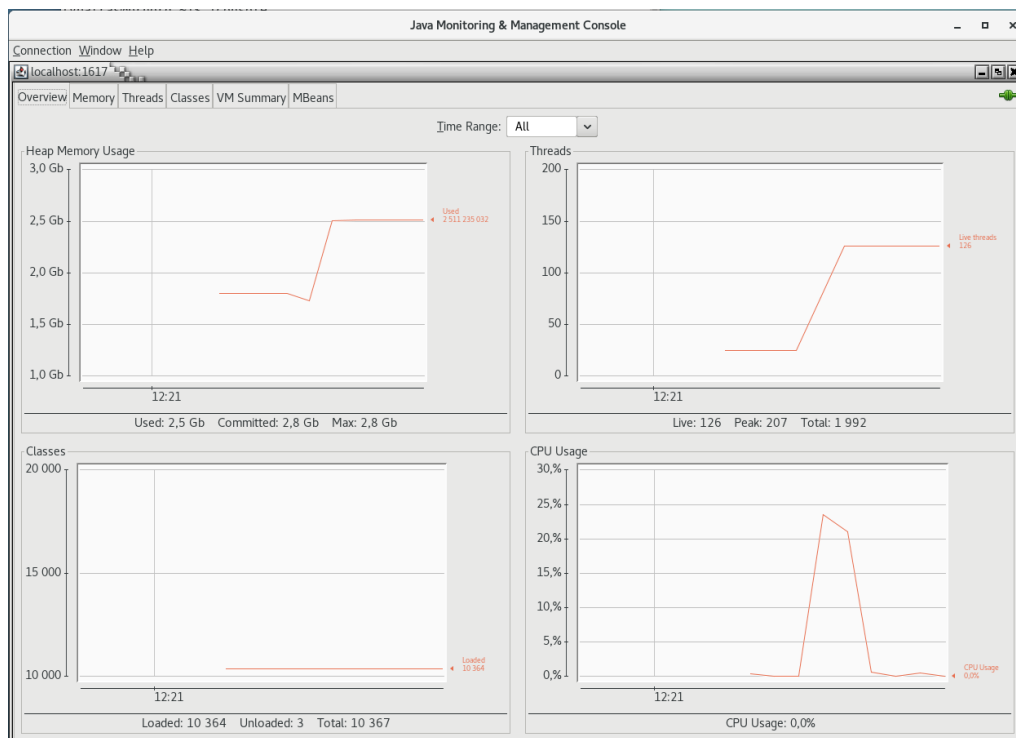 Java Monitoring & Management Console
Connection Window Help
localhost:1617
Overview Memory Threads Classes VM Summary MBeans
Time Range: All
Heap Memory Usage
3,0 Gb
2,5 Gb
2,0 Gb
1,5 Gb
1,0 Gb
Used
2 511 235 032
12:21
Used: 2,5 Gb Committed: 2,8 Gb Max: 2,8 Gb
Threads
200
150
100
50
0
Live threads
126
12:21
Live: 126 Peak: 207 Total: 1 992
Classes
20 000
15 000
10 000
Loaded
10 364
12:21
Loaded: 10 364 Unloaded: 3 Total: 10 367
CPU Usage
30,%
25,%
20,%
15,%
10,%
5,%
0,%
CPU Usage
0,0%
12:21
CPU Usage: 0,0%